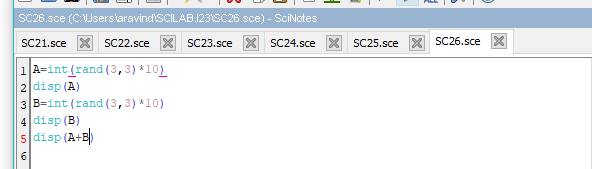 SC26.sce (C:\Users\aravind\SCILAB.I23\SC26.sce) - SciNotes
SC21.sce SC22.sce SC23.sce SC24.sce SC25.sce SC26.sce
1 A=int(rand(3,3)*10)
2 disp(A)
3 B=int(rand(3,3)*10)
4 disp(B)
5 disp(A+B)
6